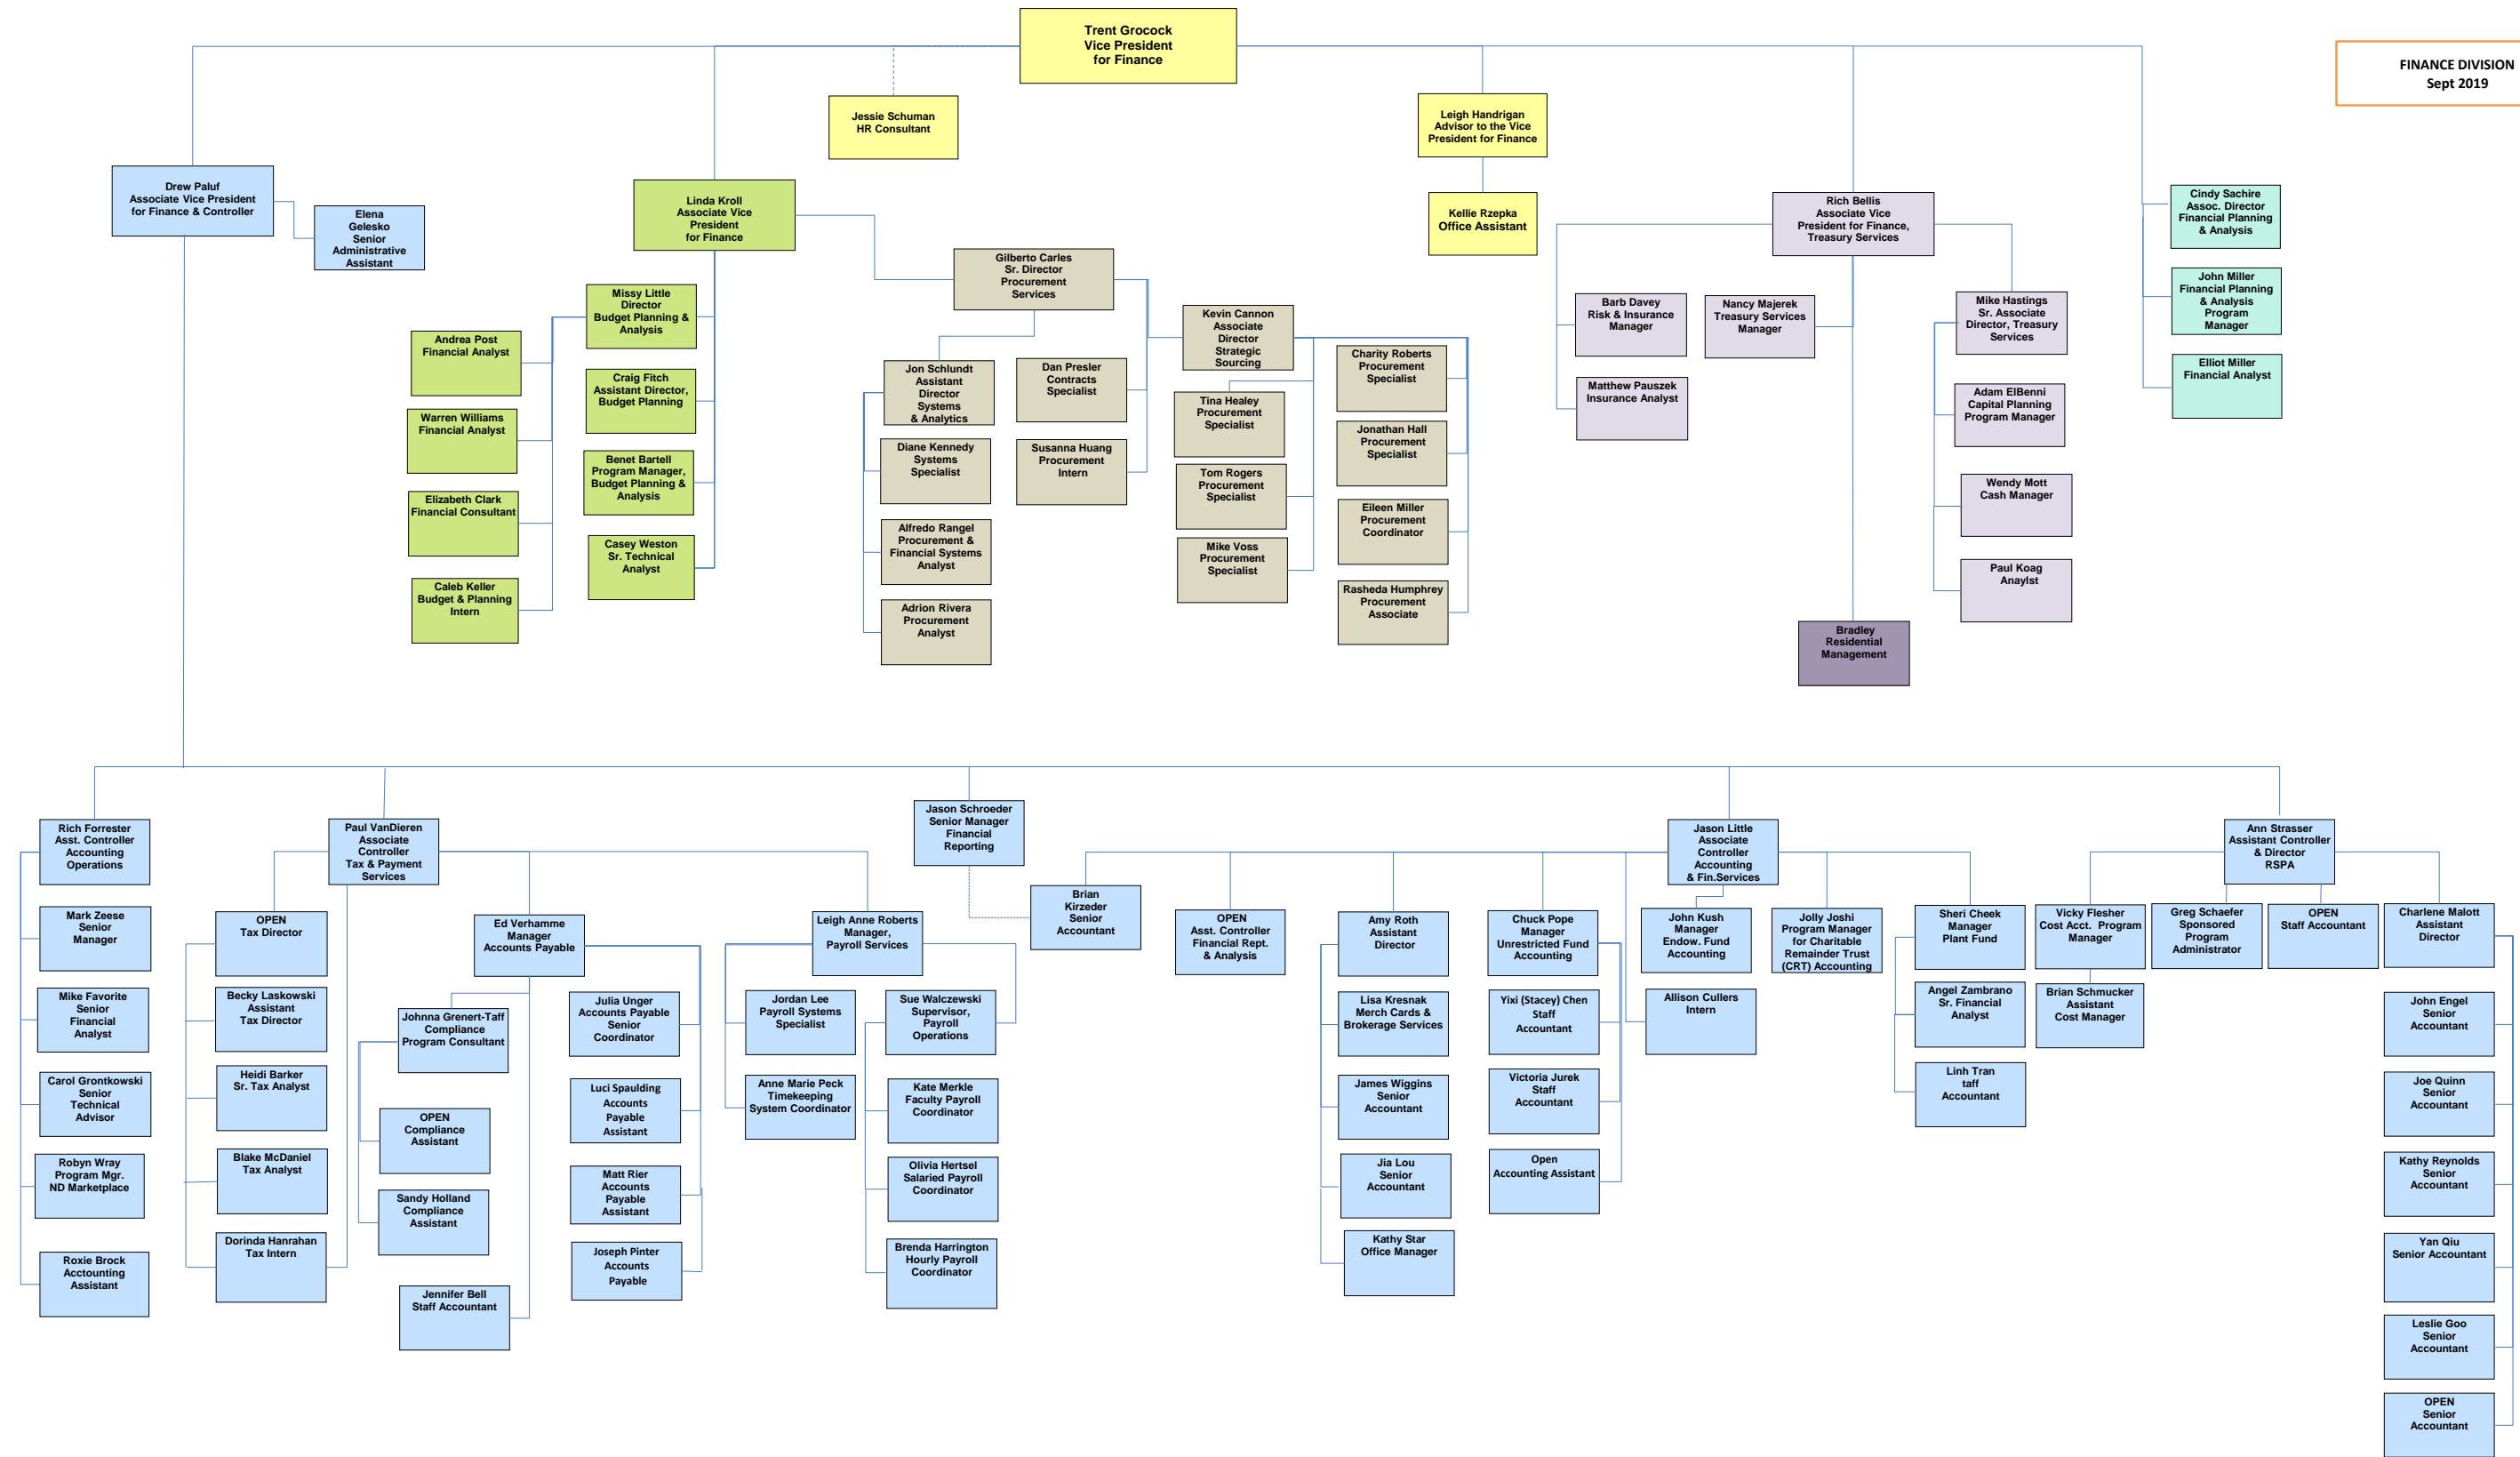 Trent Grocock
Vice President
for Finance
FINANCE DIVISION
Sept 2019
Jessie Schuman
HR Consultant
Leigh Handrigan
Advisor to the Vice
President for Finance
Drew Paluf
Associate Vice President
for Finance & Controller
Elena
Gelesko
Senior
Administrative
Assistant
Linda Kroll
Associate Vice
President
for Finance
Kellie Rzepka
Office Assistant
Rich Bellis
Associate Vice
President for Finance,
Treasury Services
Cindy Sachire
Assoc. Director
Financial Planning
& Analysis
John Miller
Financial Planning
& Analysis
Program
Manager
Elliot Miller
Financial Analyst
Missy Little
Director
Budget Planning &
Analysis
Andrea Post
Financial Analyst
Warren Williams
Financial Analyst
Elizabeth Clark
Financial Consultant
Caleb Keller
Budget & Planning
Intern
Craig Fitch
Assistant Director,
Budget Planning
Benet Bartell
Program Manager,
Budget Planning &
Analysis
Casey Weston
Sr. Technical
Analyst
Gilberto Carles
Sr. Director
Procurement
Services
Jon Schlundt
Assistant
Director
Systems
& Analytics
Diane Kennedy
Systems
Specialist
Alfredo Rangel
Procurement &
Financial Systems
Analyst
Adrion Rivera
Procurement
Analyst
Dan Presler
Contracts
Specialist
Susanna Huang
Procurement
Intern
Kevin Cannon
Associate
Director
Strategic
Sourcing
Tina Healey
Procurement
Specialist
Tom Rogers
Procurement
Specialist
Mike Voss
Procurement
Specialist
Charity Roberts
Procurement
Specialist
Jonathan Hall
Procurement
Specialist
Eileen Miller
Procurement
Coordinator
Rasheda Humphrey
Procurement
Associate
Barb Davey
Risk & Insurance
Manager
Matthew Pauszek
Insurance Analyst
Nancy Majerek
Treasury Services
Manager
Mike Hastings
Sr. Associate
Director, Treasury
Services
Adam ElBenni
Capital Planning
Program Manager
Wendy Mott
Cash Manager
Paul Koag
Anaylst
Bradley
Residential
Management
Rich Forrester
Asst. Controller
Accounting
Operations
Mark Zeese
Senior
Manager
Mike Favorite
Senior
Financial
Analyst
Carol Grontkowski
Senior
Technical
Advisor
Robyn Wray
Program Mgr.
ND Marketplace
Roxie Brock
Acctounting
Assistant
Paul VanDieren
Associate
Controller
Tax & Payment
Services
OPEN
Tax Director
Becky Laskowski
Assistant
Tax Director
Heidi Barker
Sr. Tax Analyst
Blake McDaniel
Tax Analyst
Dorinda Hanrahan
Tax Intern
Ed Verhamme
Manager
Accounts Payable
Johnna Grenert-Taff
Compliance
Program Consultant
OPEN
Compliance
Assistant
Sandy Holland
Compliance
Assistant
Jennifer Bell
Staff Accountant
Julia Unger
Accounts Payable
Senior
Coordinator
Luci Spaulding
Accounts
Payable
Assistant
Matt Rier
Accounts
Payable
Assistant
Joseph Pinter
Accounts
Payable
Leigh Anne Roberts
Manager,
Payroll Services
Jordan Lee
Payroll Systems
Specialist
Anne Marie Peck
Timekeeping
System Coordinator
Sue Walczewski
Supervisor,
Payroll
Operations
Kate Merkle
Faculty Payroll
Coordinator
Olivia Hertsel
Salaried Payroll
Coordinator
Brenda Harrington
Hourly Payroll
Coordinator
Jason Schroeder
Senior Manager
Financial
Reporting
Brian
Kirzeder
Senior
Accountant
Jason Little
Associate
Controller
Accounting
& Fin.Services
OPEN
Asst. Controller
Financial Rept.
& Analysis
Amy Roth
Assistant
Director
Lisa Kresnak
Merch Cards &
Brokerage Services
James Wiggins
Senior
Accountant
Jia Lou
Senior
Accountant
Kathy Star
Office Manager
Chuck Pope
Manager
Unrestricted Fund
Accounting
Yixi (Stacey) Chen
Staff
Accountant
Victoria Jurek
Staff
Accountant
Open
Accounting Assistant
John Kush
Manager
Endow. Fund
Accounting
Allison Cullers
Intern
Jolly Joshi
Program Manager
for Charitable
Remainder Trust
(CRT) Accounting
Sheri Cheek
Manager
Plant Fund
Angel Zambrano
Sr. Financial
Analyst
Linh Tran
taff
Accountant
Ann Strasser
Assistant Controller
& Director
RSPA
Vicky Flesher
Cost Acct. Program
Manager
Brian Schmucker
Assistant
Cost Manager
Greg Schaefer
Sponsored
Program
Administrator
OPEN
Staff Accountant
Charlene Malott
Assistant
Director
John Engel
Senior
Accountant
Joe Quinn
Senior
Accountant
Kathy Reynolds
Senior
Accountant
Yan Qiu
Senior Accountant
Leslie Goo
Senior
Accountant
OPEN
Senior
Accountant